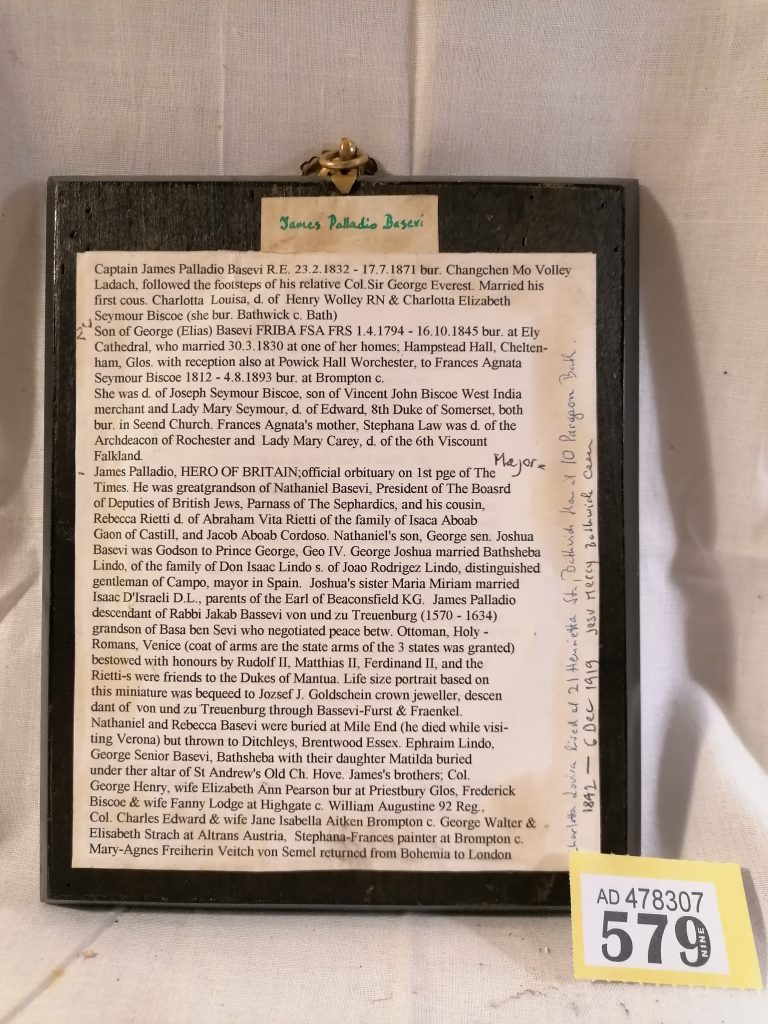 James Palladio Basevi
Captain James Palladio Basevi R.E. 23.2.1832 - 17.7.1871 bur. Changchen Mo Volley
Ladach, followed the footsteps of his relative Col.Sir George Everest. Married his
first cous. Charlotta Louisa, d. of Henry Wolley RN & Charlotta Elizabeth
Seymour Biscoe (she bur. Bathwick c. Bath)
2nd
Son of George (Elias) Basevi FRIBA FSA FRS 1.4.1794 - 16.10.1845 bur. at Ely
Cathedral, who married 30.3.1830 at one of her homes; Hampstead Hall, Chelten-
ham, Glos. with reception also at Powick Hall Worchester, to Frances Agnata
Seymour Biscoe 1812 - 4.8.1893 bur. at Brompton c.
She was d. of Joseph Seymour Biscoe, son of Vincent John Biscoe West India
merchant and Lady Mary Seymour, d. of Edward, 8th Duke of Somerset, both
bur. in Seend Church. Frances Agnata's mother, Stephana Law was d. of the
Archdeacon of Rochester and Lady Mary Carey, d. of the 6th Viscount
Falkland.
Major
James Palladio, HERO OF BRITAIN;official orbituary on 1st pge of The
Times. He was greatgrandson of Nathaniel Basevi, President of The Boasrd
of Deputies of British Jews, Parnass of The Sephardics, and his cousin,
Rebecca Rietti d. of Abraham Vita Rietti of the family of Isaca Aboab
Gaon of Castill, and Jacob Aboab Cordoso. Nathaniel's son, George sen. Joshua
Basevi was Godson to Prince George, Geo IV. George Joshua married Bathsheba
Lindo, of the family of Don Isaac Lindo s. of Joao Rodrigez Lindo, distinguished
gentleman of Campo, mayor in Spain. Joshua's sister Maria Miriam married
Isaac D'Israeli D.L., parents of the Earl of Beaconsfield KG. James Palladio
descendant of Rabbi Jakab Bassevi von und zu Treuenburg (1570 - 1634)
grandson of Basa ben Sevi who negotiated peace betw. Ottoman, Holy -
Romans, Venice (coat of arms are the state arms of the 3 states was granted)
bestowed with honours by Rudolf II, Matthias II, Ferdinand II, and the
Rietti-s were friends to the Dukes of Mantua. Life size portrait based on
this miniature was bequeed to Jozsef J. Goldschein crown jeweller, descen
dant of von und zu Treuenburg through Bassevi-Furst & Fraenkel.
Nathaniel and Rebecca Basevi were buried at Mile End (he died while visi-
ting Verona) but thrown to Ditchleys, Brentwood Essex. Ephraim Lindo,
George Senior Basevi, Bathsheba with their daughter Matilda buried
under ther altar of St Andrew's Old Ch. Hove. James's brothers; Col.
George Henry, wife Elizabeth Ann Pearson bur at Priestbury Glos, Frederick
Biscoe & wife Fanny Lodge at Highgate c. William Augustine 92 Reg.,
Col. Charles Edward & wife Jane Isabella Aitken Brompton c. George Walter &
Elisabeth Strach at Altrans Austria, Stephana-Frances painter at Brompton c.
Mary-Agnes Freiherin Veitch von Semel returned from Bohemia to London
Louisa lived at 21 Henrietta St, Bathwick 10 Paragon Bath.
1842 - 6 Dec 1919 Jesu Mercy Bathwick
AD 478307
579
NINE